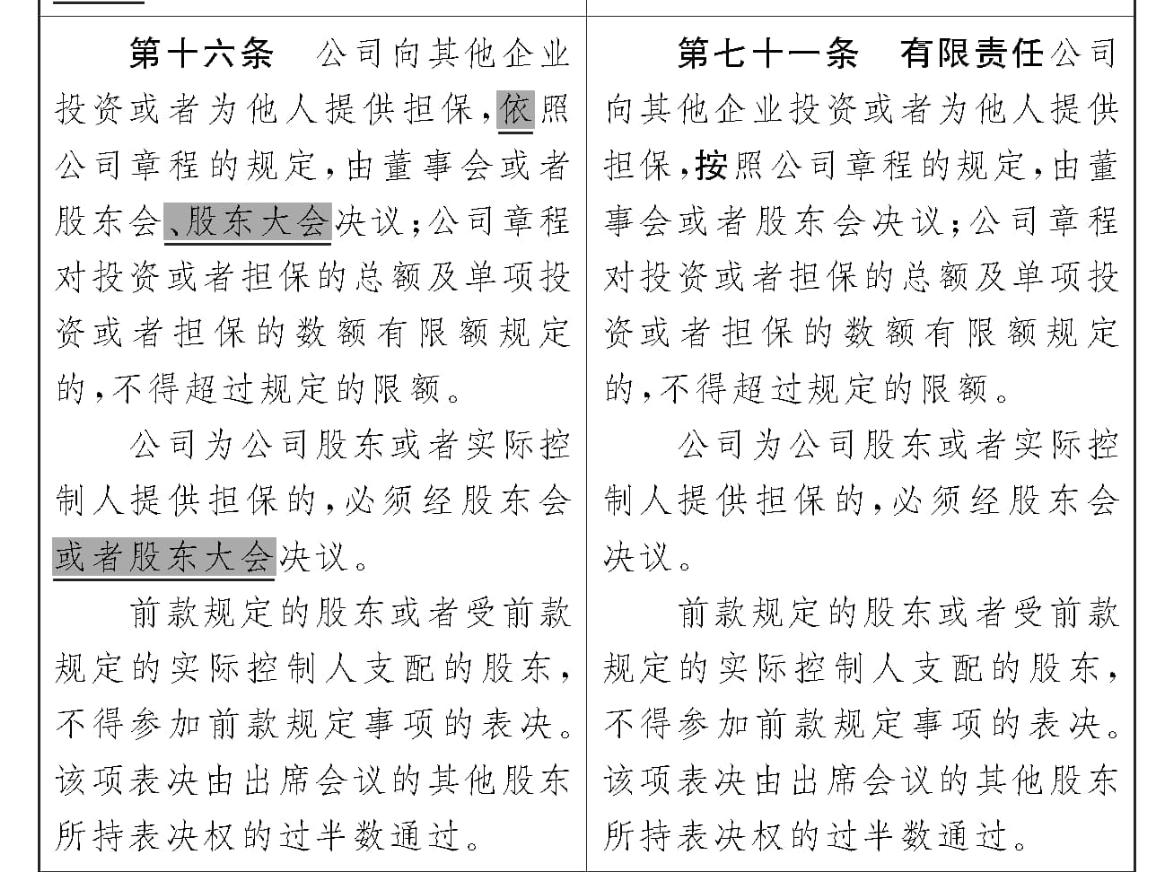 第十六条 公司向其他企业
投资或者为他人提供担保,依照
公司章程的规定,由董事会或者
股东会、股东大会决议;公司章程
对投资或者担保的总额及单项投
资或者担保的数额有限额规定
的,不得超过规定的限额。
公司为公司股东或者实际控
制人提供担保的,必须经股东会
或者股东大会决议。
前款规定的股东或者受前款
规定的实际控制人支配的股东,
不得参加前款规定事项的表决。
该项表决由出席会议的其他股东
所持表决权的过半数通过。
第七十一条 有限责任公司
向其他企业投资或者为他人提供
担保,按照公司章程的规定,由董
事会或者股东会决议;公司章程
对投资或者担保的总额及单项投
资或者担保的数额有限额规定
的,不得超过规定的限额。
公司为公司股东或者实际控
制人提供担保的,必须经股东会
决议。
前款规定的股东或者受前款
规定的实际控制人支配的股东,
不得参加前款规定事项的表决。
该项表决由出席会议的其他股东
所持表决权的过半数通过。